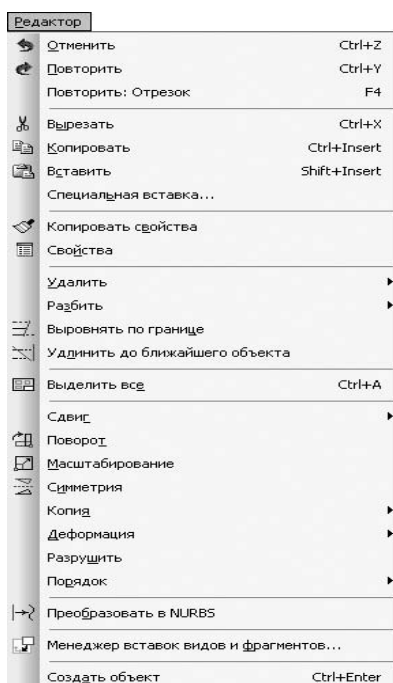 Редактор
Отменить Ctrl+Z
Повторить Ctrl+Y
Повторить: Отрезок F4
Вырезать Ctrl+X
Копировать Ctrl+Insert
Вставить Shift+Insert
Специальная вставка...
Копировать свойства
Свойства
Удалить
Разбить
Выровнять по границе
Удлинить до ближайшего объекта
Выделить все Ctrl+A
Сдвиг
Поворот
Масштабирование
Симметрия
Копия
Деформация
Разрушить
Порядок
Преобразовать в NURBS
Менеджер вставок видов и фрагментов...
Создать объект Ctrl+Enter